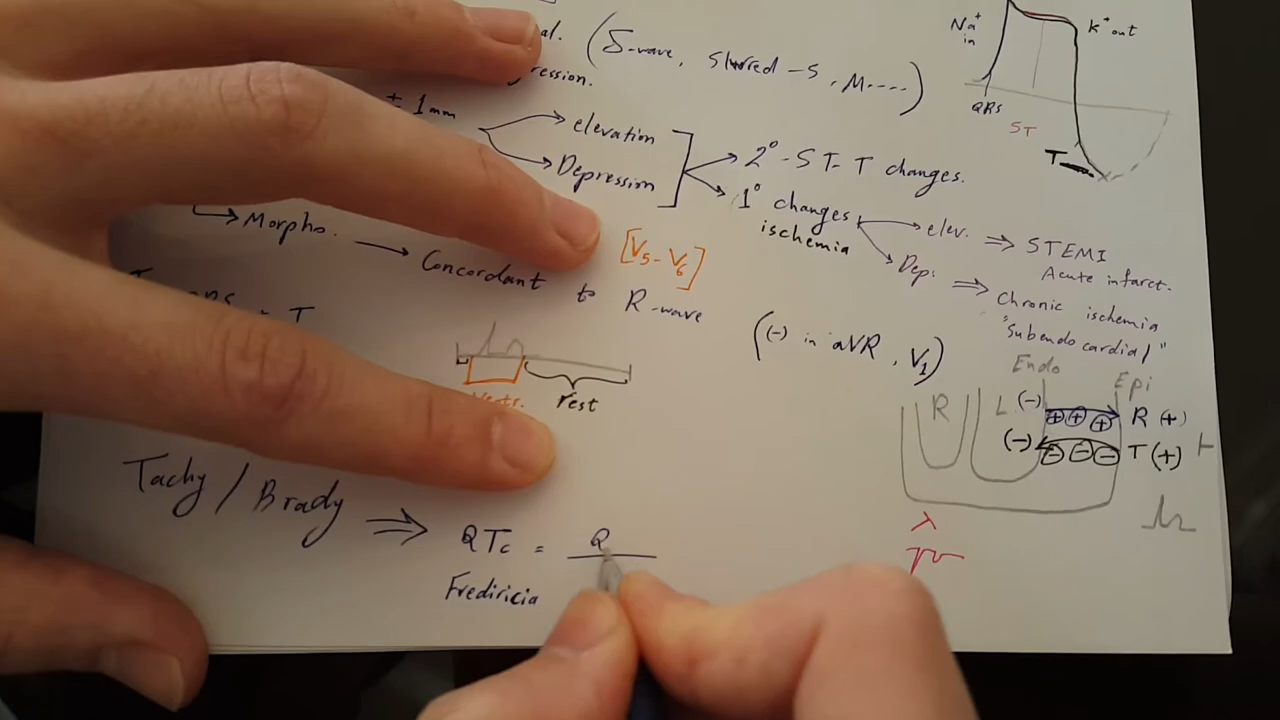 al. (δ-wave, slurred-S, M....)
ression.
± 1mm
elevation
Depression
2° - ST-T changes.
1° changes
ischemia
elev. ⇒ STEMI
Acute infarct.
Dep. ⇒ Chronic ischemia
"Subendocardial"
Morpho. → Concordant to R-wave
[V5 - V6]
((-) in aVR, V1)
rest
Na+
in
K+ out
QRS
ST
T
Endo
Epi
R
L
(-)
+ + +
R (+)
(-)
- - -
T (+)
Tachy / Brady ⇒ QTc = Q
Frediricia